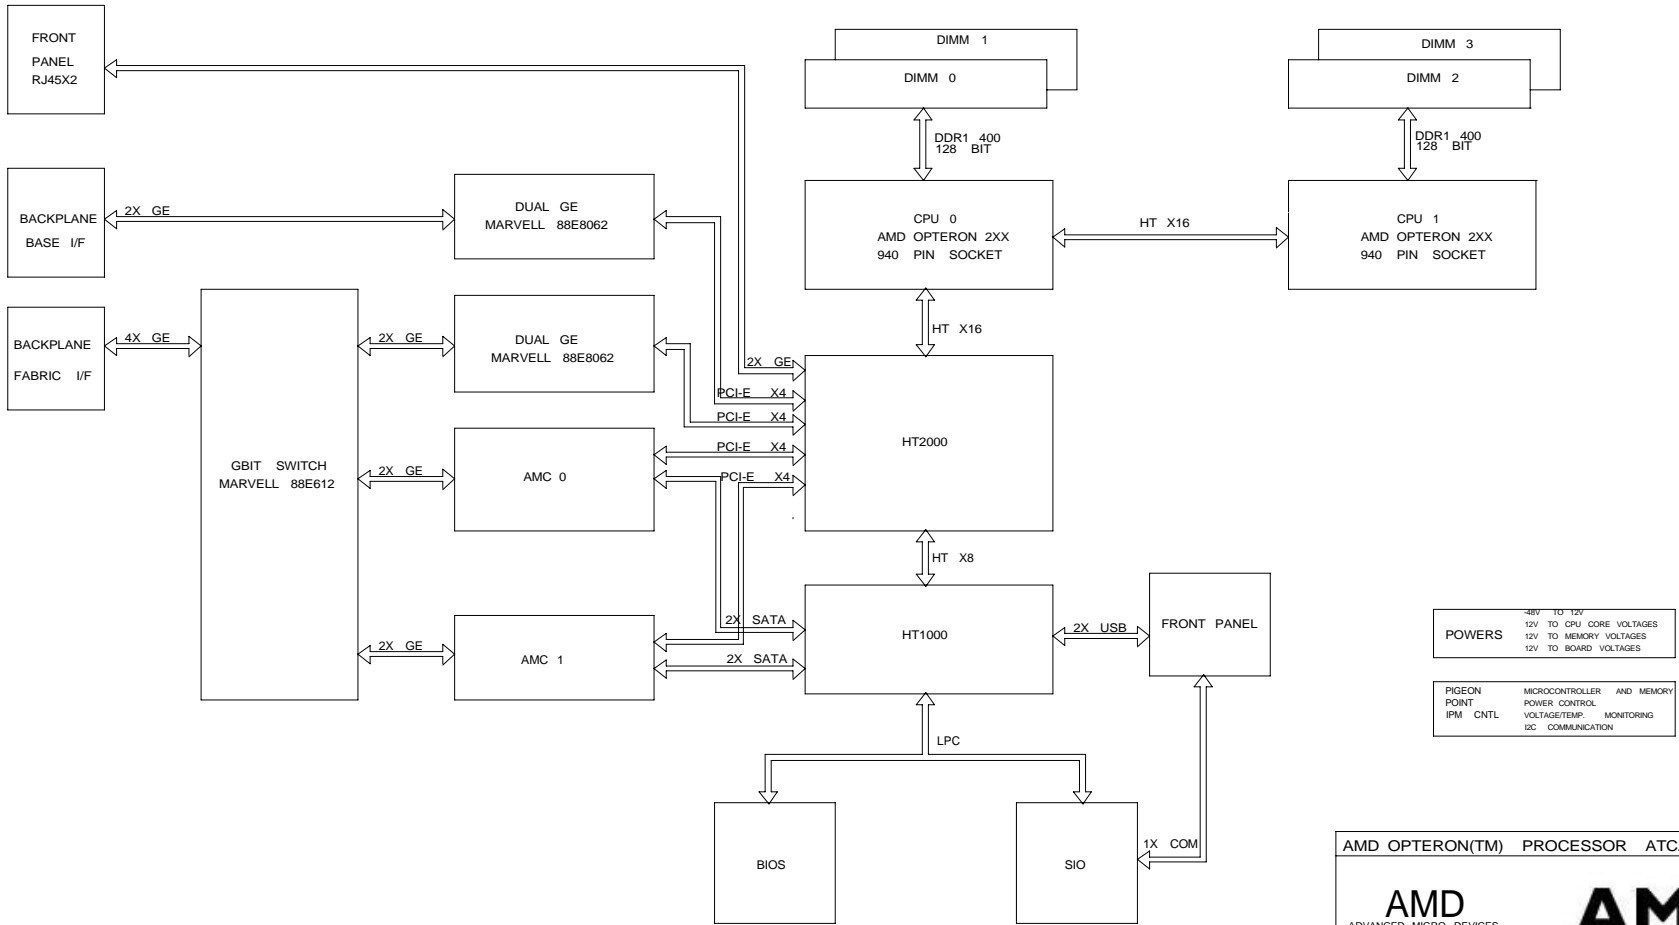 FRONT
PANEL
RJ45X2
DIMM 1
DIMM 0
DIMM 3
DIMM 2
DDR1 400
128 BIT
DDR1 400
128 BIT
BACKPLANE
BASE I/F
2X GE
DUAL GE
MARVELL 88E8062
CPU 0
AMD OPTERON 2XX
940 PIN SOCKET
HT X16
CPU 1
AMD OPTERON 2XX
940 PIN SOCKET
BACKPLANE
FABRIC I/F
4X GE
2X GE
DUAL GE
MARVELL 88E8062
HT X16
2X GE
PCI-E X4
PCI-E X4
PCI-E X4
PCI-E X4
HT2000
GBIT SWITCH
MARVELL 88E612
2X GE
AMC 0
HT X8
2X GE
AMC 1
2X SATA
2X SATA
HT1000
2X USB
FRONT PANEL
POWERS
-48V TO 12V
12V TO CPU CORE VOLTAGES
12V TO MEMORY VOLTAGES
12V TO BOARD VOLTAGES
PIGEON
POINT
IPM CNTL
MICROCONTROLLER AND MEMORY
POWER CONTROL
VOLTAGE/TEMP. MONITORING
I2C COMMUNICATION
LPC
BIOS
SIO
1X COM
AMD OPTERON(TM) PROCESSOR ATC
AMD
ADVANCED MICRO DEVICES
AM